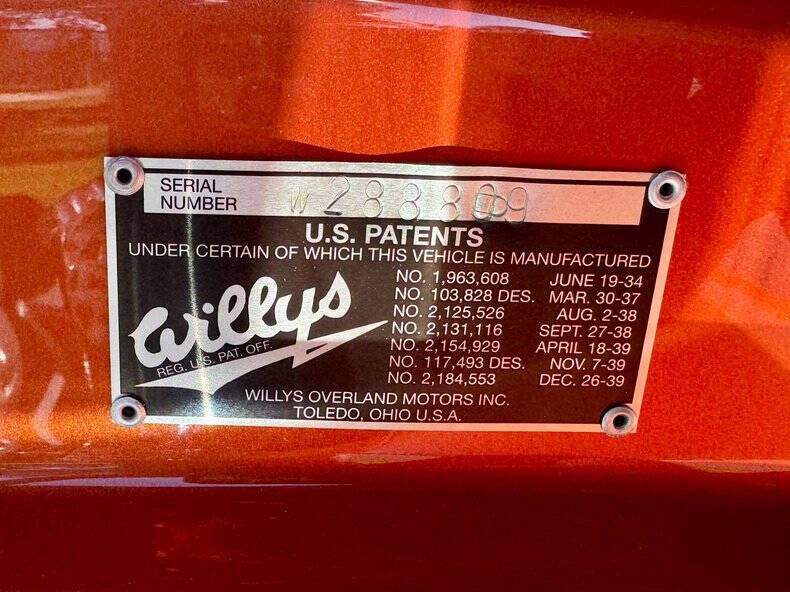 SERIAL
NUMBER
U.S. PATENTS
UNDER CERTAIN OF WHICH THIS VEHICLE IS MANUFACTURED
Willys
REG. U.S. PAT. OFF.
NO. 1,963,608 JUNE 19-34
NO. 103,828 DES. MAR. 30-37
NO. 2,125,526 AUG. 2-38
NO. 2,131,116 SEPT. 27-38
NO. 2,154,929 APRIL 18-39
NO. 117,493 DES. NOV. 7-39
NO. 2,184,553 DEC. 26-39
WILLYS OVERLAND MOTORS INC.
TOLEDO, OHIO U.S.A.